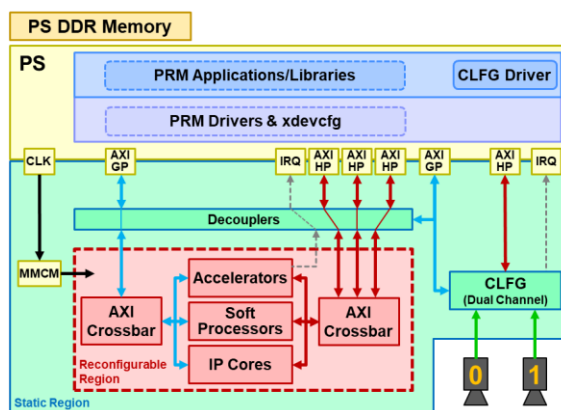 PS DDR Memory
PS
PRM Applications/Libraries
CLFG Driver
PRM Drivers & xdevcfg
CLK
AXI
GP
IRQ
AXI
HP
AXI
HP
AXI
HP
AXI
GP
AXI
HP
IRQ
Decouplers
MMCM
Accelerators
CLFG
(Dual Channel)
AXI
Crossbar
Soft
Processors
AXI
Crossbar
Reconfigurable
Region
IP Cores
0
1
Static Region